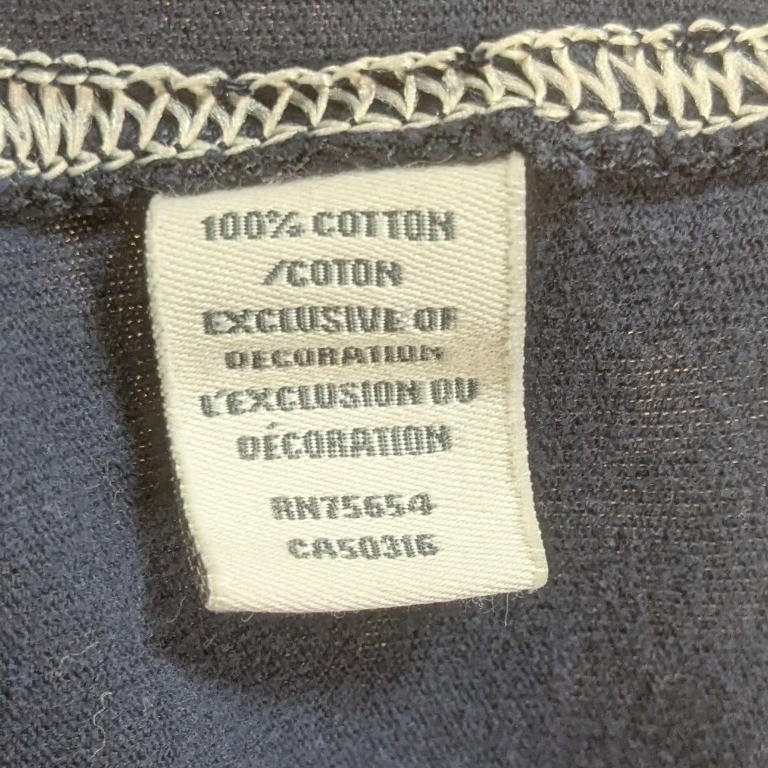 100% COTTON
/COTON
EXCLUSIVE OF
DECORATION
L'EXCLUSION OU
DÉCORATION
RN75654
CA50316